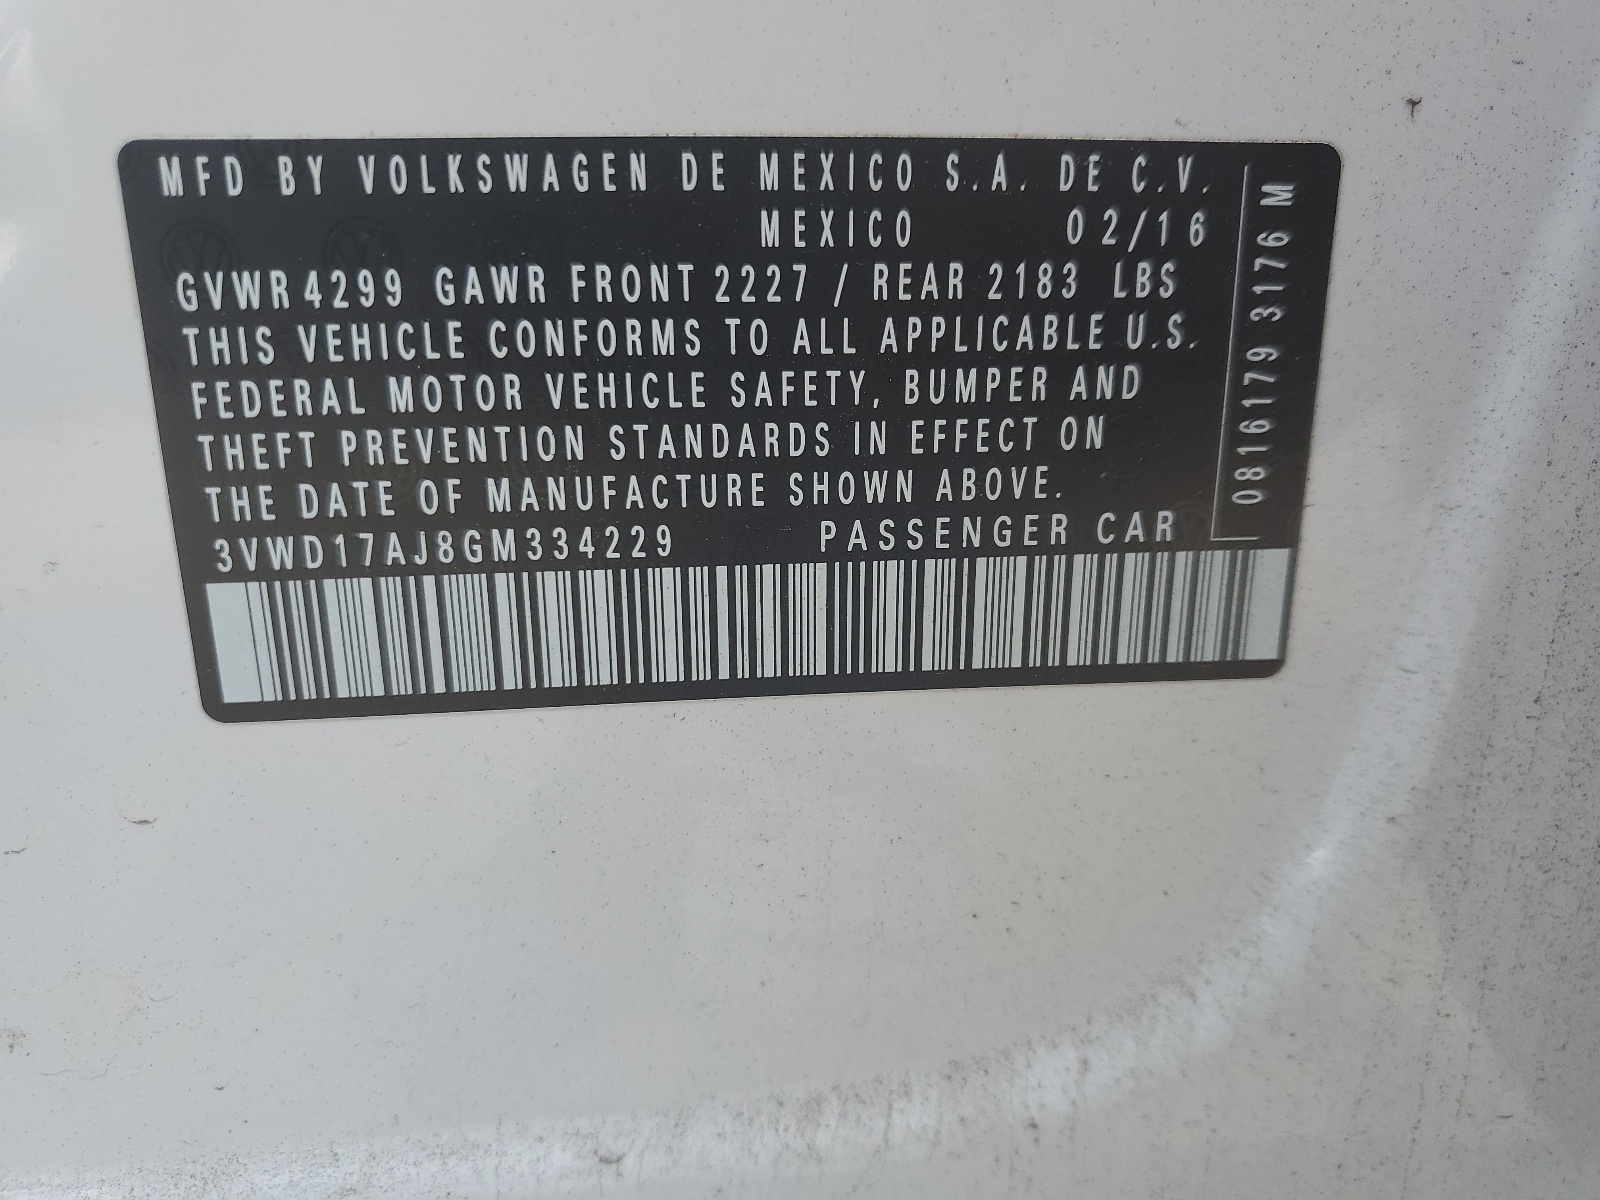 MFD BY VOLKSWAGEN DE MEXICO S.A. DE C.V.
MEXICO 02/16
GVWR 4299 GAWR FRONT 2227 / REAR 2183 LBS
THIS VEHICLE CONFORMS TO ALL APPLICABLE U.S.
FEDERAL MOTOR VEHICLE SAFETY, BUMPER AND
THEFT PREVENTION STANDARDS IN EFFECT ON
THE DATE OF MANUFACTURE SHOWN ABOVE.
3VWD17AJ8GM334229 PASSENGER CAR
0816179 3176 M